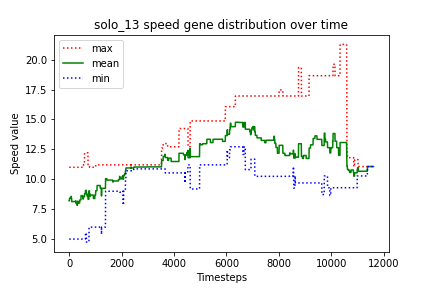 solo_13 speed gene distribution over time
max
mean
min
20.0
17.5
15.0
12.5
10.0
7.5
5.0
Speed value
0 2000 4000 6000 8000 10000 12000
Timesteps